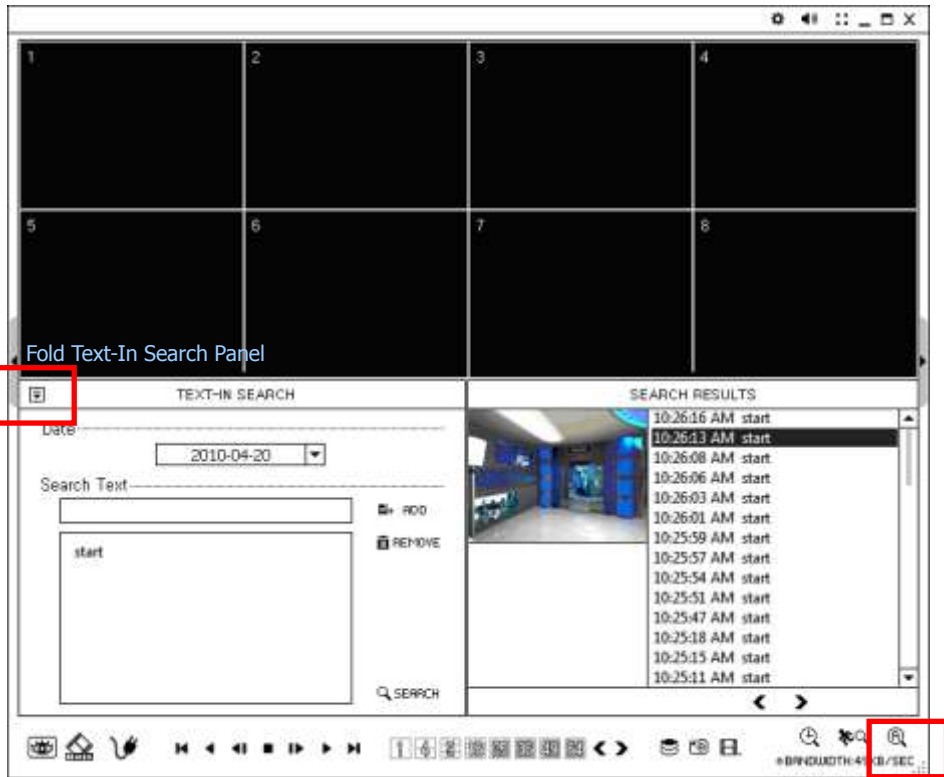 1 2 3 4
5 6 7 8
Fold Text-In Search Panel
TEXT-IN SEARCH
SEARCH RESULTS
Date
2010-04-20
Search Text
ADD
REMOVE
start
SEARCH
10:26:16 AM start
10:26:13 AM start
10:26:08 AM start
10:26:06 AM start
10:26:03 AM start
10:26:01 AM start
10:25:59 AM start
10:25:57 AM start
10:25:54 AM start
10:25:51 AM start
10:25:47 AM start
10:25:18 AM start
10:25:15 AM start
10:25:11 AM start
1 4
BANDWIDTH:49KB/SEC